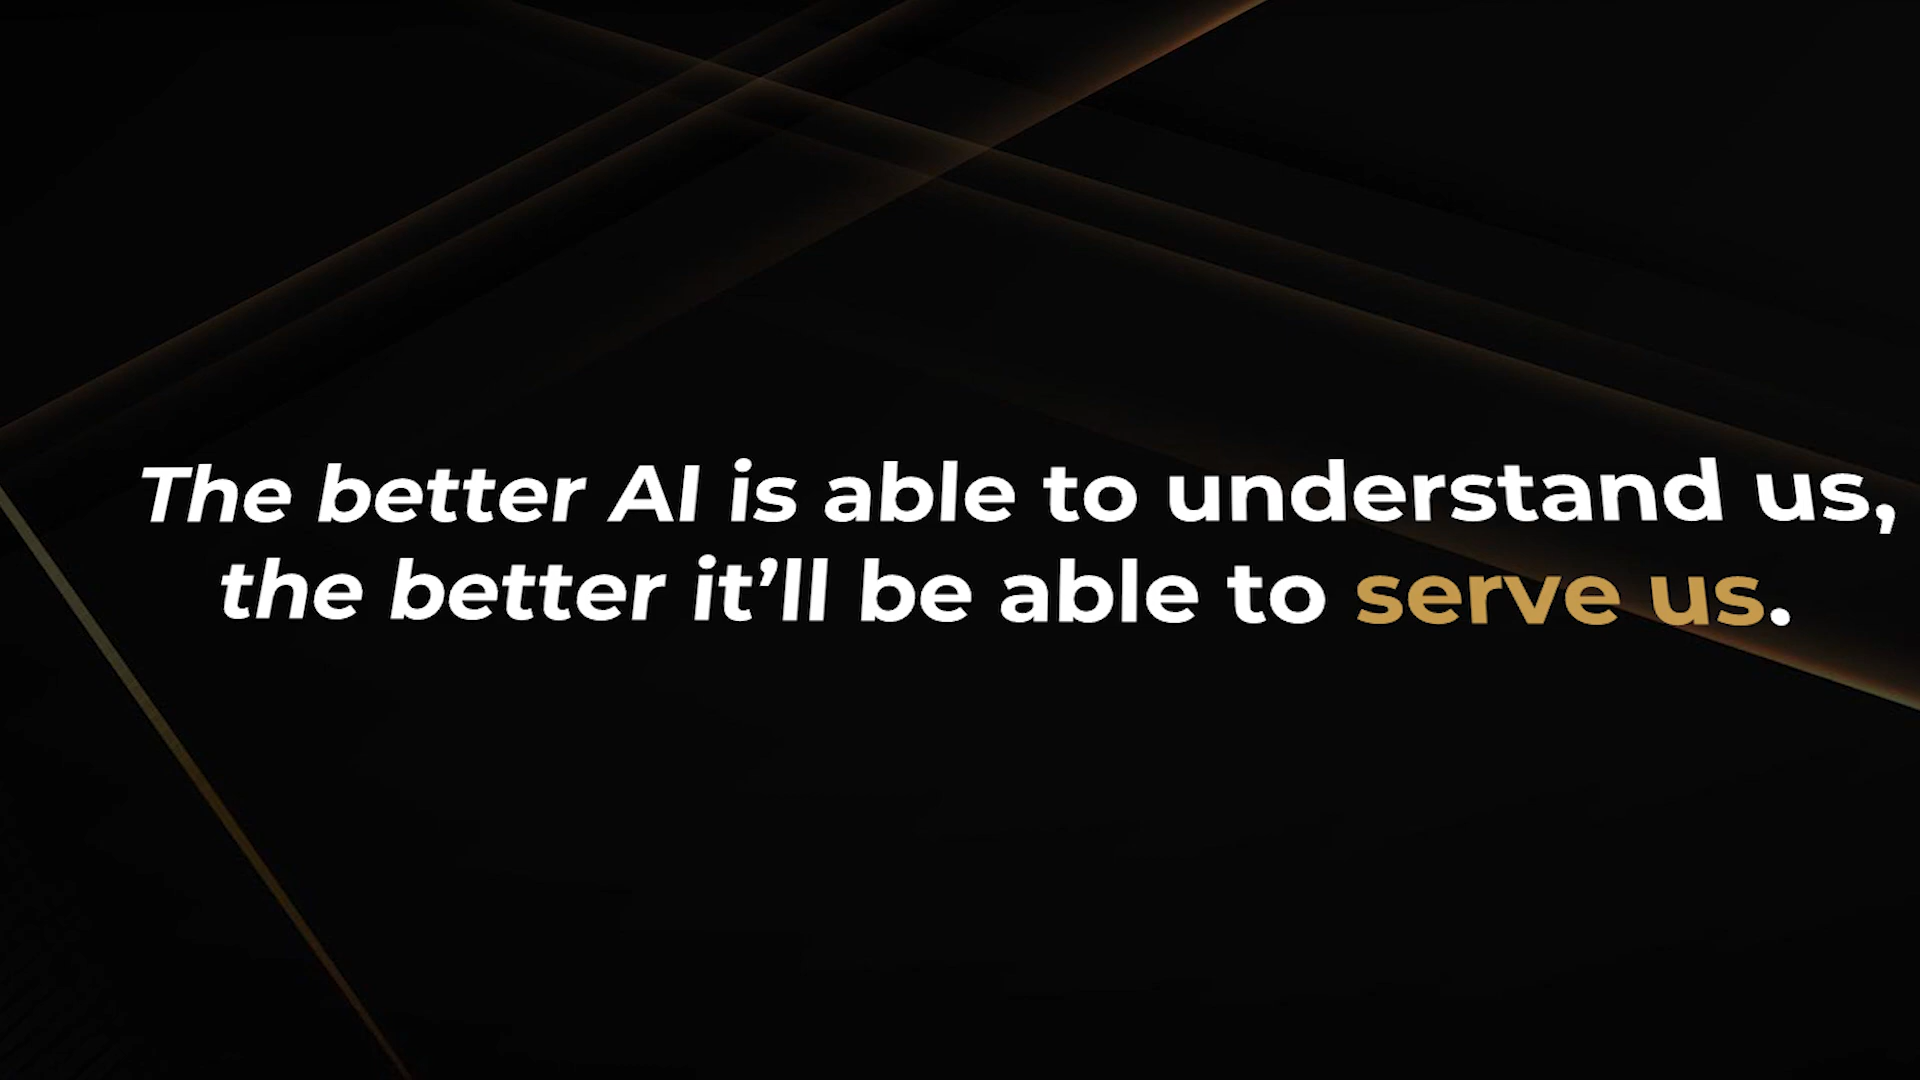 The better AI is able to understand us,
the better it’ll be able to serve us.